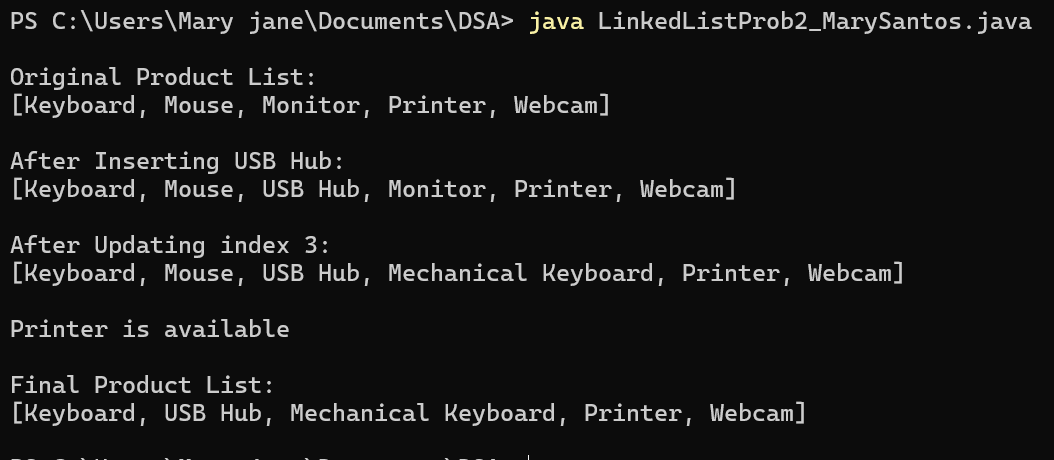 PS C:\Users\Mary jane\Documents\DSA> java LinkedListProb2_MarySantos.java
Original Product List:
[Keyboard, Mouse, Monitor, Printer, Webcam]
After Inserting USB Hub:
[Keyboard, Mouse, USB Hub, Monitor, Printer, Webcam]
After Updating index 3:
[Keyboard, Mouse, USB Hub, Mechanical Keyboard, Printer, Webcam]
Printer is available
Final Product List:
[Keyboard, USB Hub, Mechanical Keyboard, Printer, Webcam]